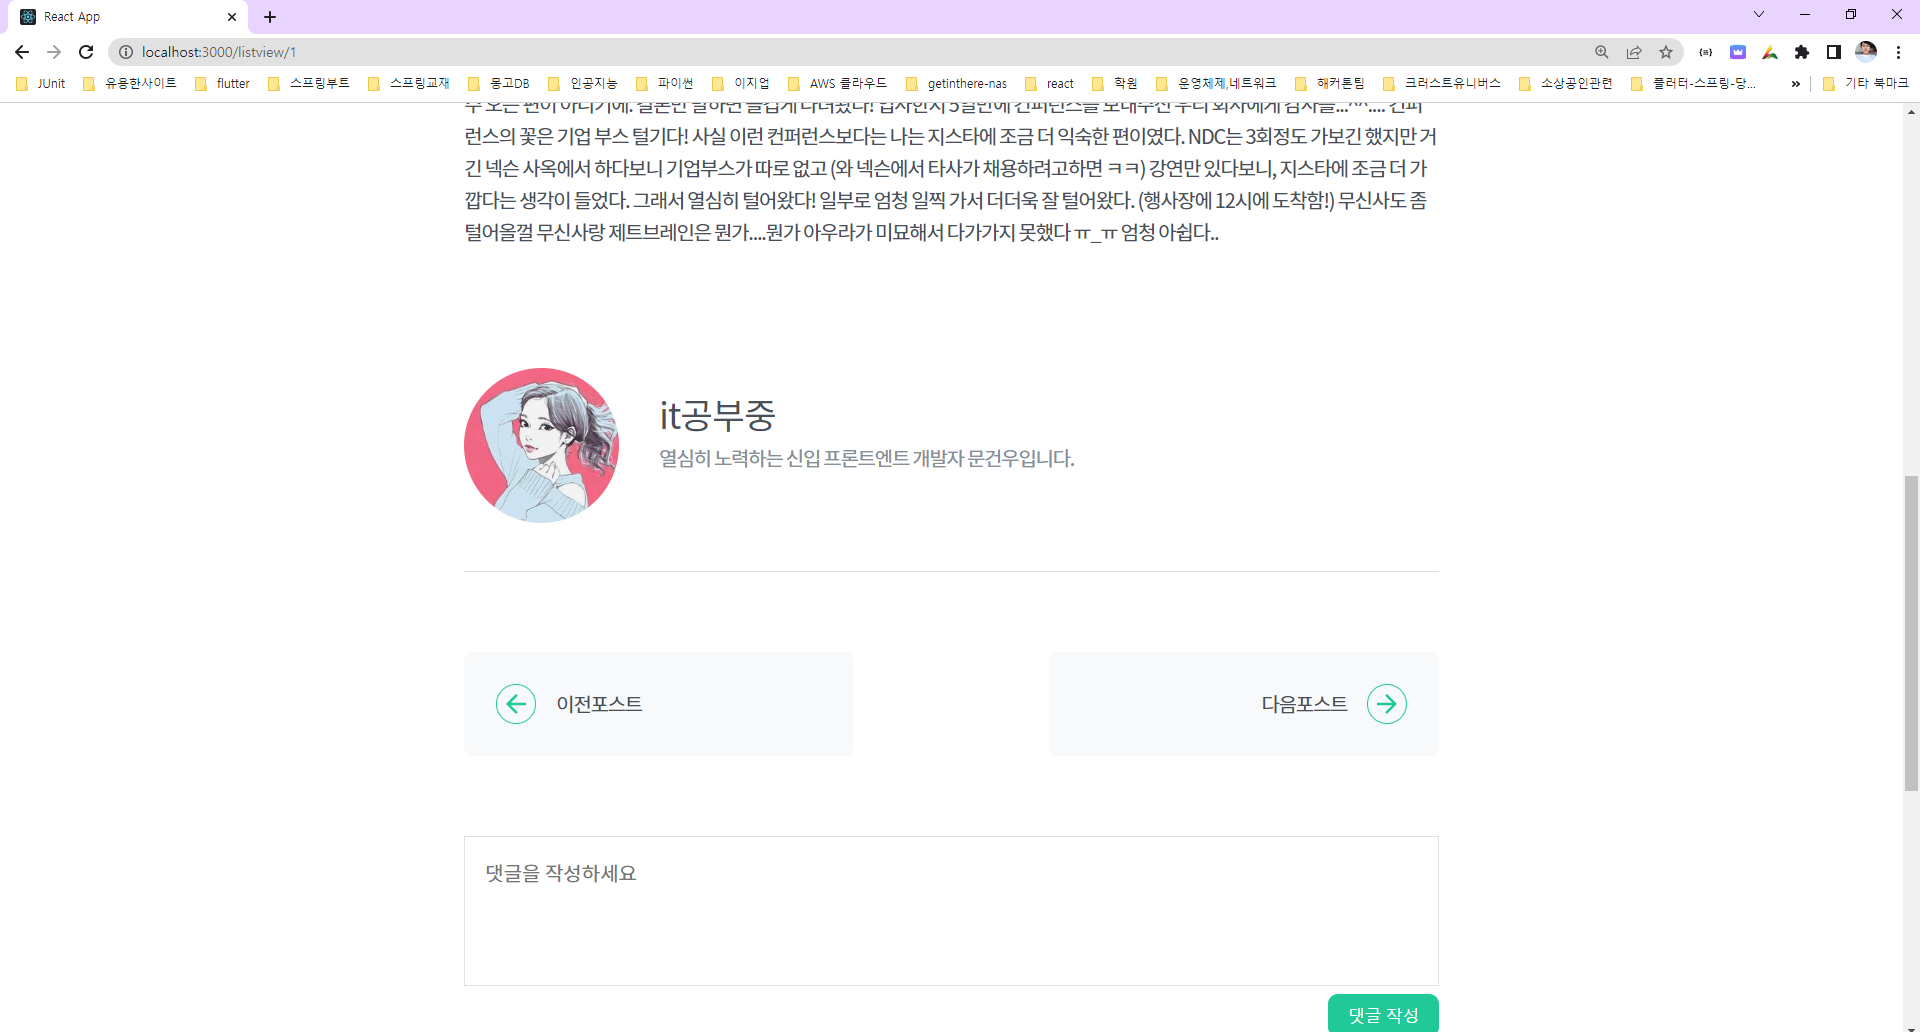 React App
localhost:3000/listview/1
JUnit 유용한사이트 flutter 스프링부트 스프링교재 몽고DB 인공지능 파이썬 이지업 AWS 클라우드 getinthere-nas react 학원 운영체제,네트워크 해커톤팀 크러스트유니버스 소상공인관련 플러터-스프링-당... » 기타 북마크
런스의 꽃은 기업 부스 털기다! 사실 이런 컨퍼런스보다는 나는 지스타에 조금 더 익숙한 편이였다. NDC는 3회정도 가보긴 했지만 거
긴 넥슨 사옥에서 하다보니 기업부스가 따로 없고 (와 넥슨에서 타사가 채용하려고하면 ㅋㅋ) 강연만 있다보니, 지스타에 조금 더 가
깝다는 생각이 들었다. 그래서 열심히 털어왔다! 일부로 엄청 일찍 가서 더더욱 잘 털어왔다. (행사장에 12시에 도착함!) 무신사도 좀
털어올껄 무신사랑 제트브레인은 뭔가....뭔가 아우라가 미묘해서 다가가지 못했다 ㅠ_ㅠ 엄청 아쉽다..
it공부중
열심히 노력하는 신입 프론트엔트 개발자 문건우입니다.
이전포스트
다음포스트
댓글을 작성하세요
댓글 작성